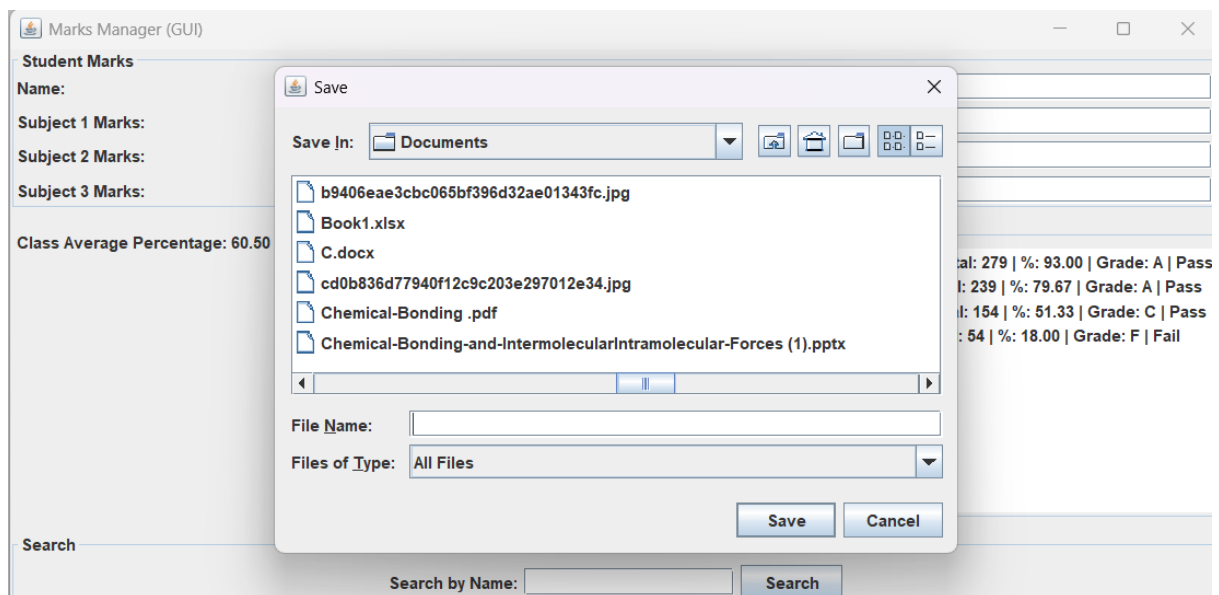 Marks Manager (GUI)
Student Marks
Name:
Subject 1 Marks:
Subject 2 Marks:
Subject 3 Marks:
Class Average Percentage: 60.50
Save
Save In: Documents
b9406eae3cbc065bf396d32ae01343fc.jpg
Book1.xlsx
C.docx
cd0b836d77940f12c9c203e297012e34.jpg
Chemical-Bonding .pdf
Chemical-Bonding-and-IntermolecularIntramolecular-Forces (1).pptx
File Name:
Files of Type: All Files
Save Cancel
: 279 | %: 93.00 | Grade: A | Pass
: 239 | %: 79.67 | Grade: A | Pass
: 154 | %: 51.33 | Grade: C | Pass
: 54 | %: 18.00 | Grade: F | Fail
Search
Search by Name: Search